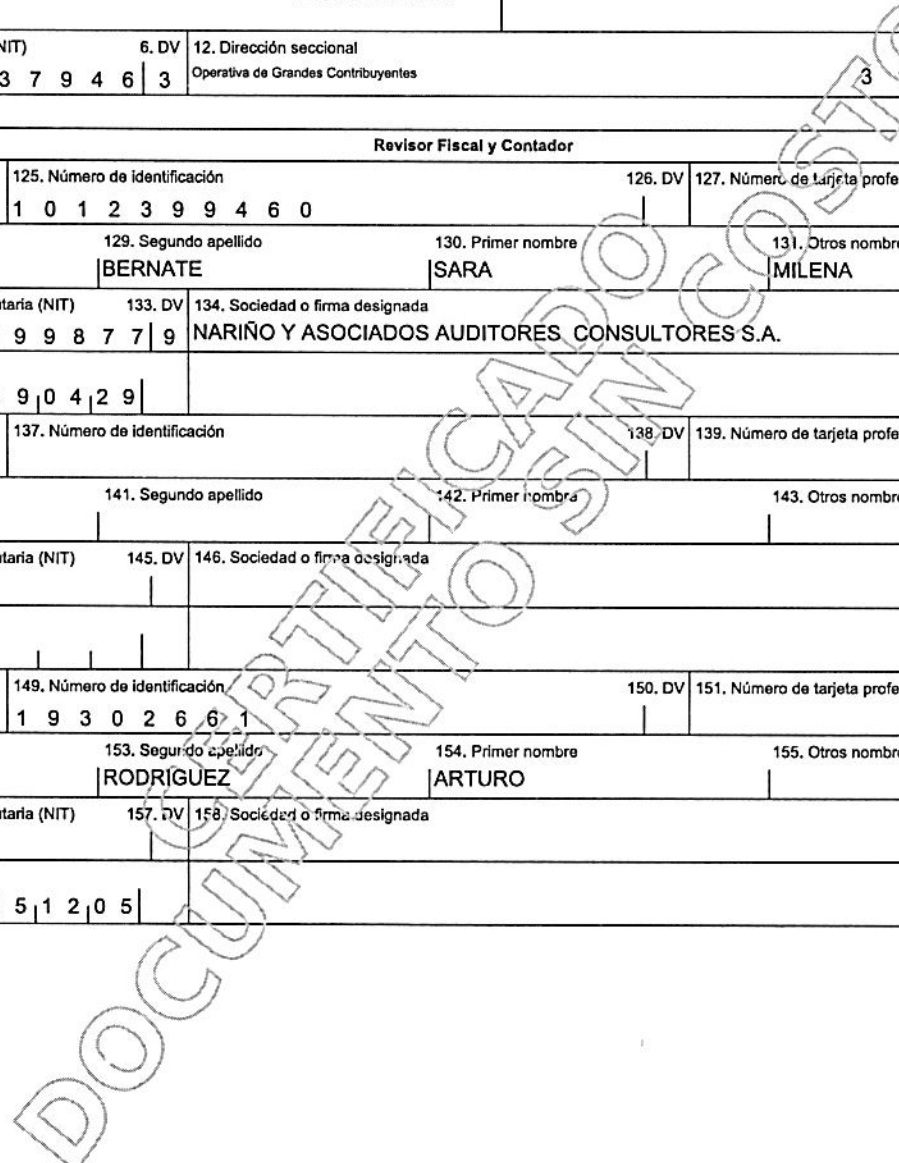 NIT) 6. DV 12. Dirección seccional
3 7 9 4 6 3 Operativa de Grandes Contribuyentes 3
Revisor Fiscal y Contador
125. Número de identificación 126. DV 127. Número de tarjeta profe
1 0 1 2 3 9 9 4 6 0
129. Segundo apellido 130. Primer nombre 131. Otros nombre
BERNATE SARA MILENA
utaria (NIT) 133. DV 134. Sociedad o firma designada
9 9 8 7 7 9 NARIÑO Y ASOCIADOS AUDITORES CONSULTORES S.A.
9 0 4 2 9
137. Número de identificación 138. DV 139. Número de tarjeta profe
141. Segundo apellido 142. Primer nombre 143. Otros nombre
utaria (NIT) 145. DV 146. Sociedad o firma designada
149. Número de identificación 150. DV 151. Número de tarjeta profe
1 9 3 0 2 6 6 1
153. Segundo apellido 154. Primer nombre 155. Otros nombre
RODRIGUEZ ARTURO
utaria (NIT) 157. DV 158. Sociedad o firma designada
5 1 2 0 5
CERTIFICADO
DOCUMENTO SIN COSTO